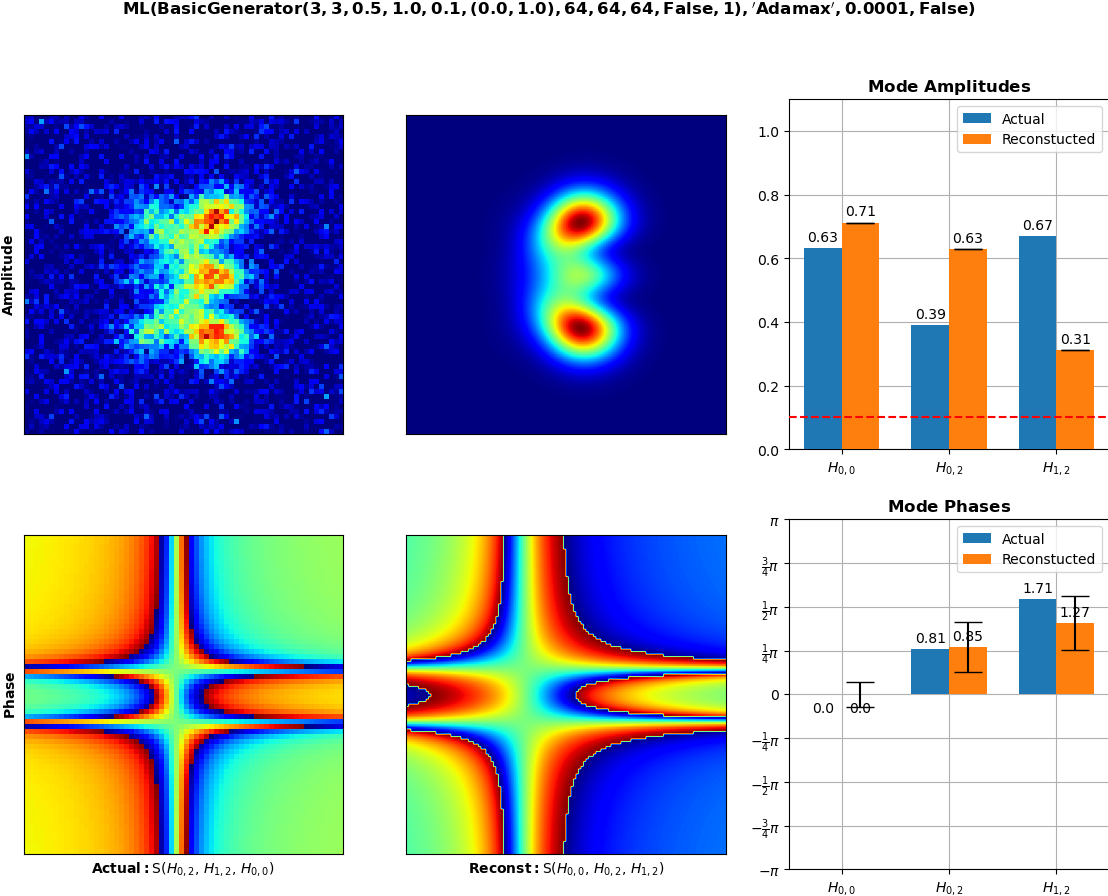 ML(BasicGenerator(3, 3, 0.5, 1.0, 0.1, (0.0, 1.0), 64, 64, 64, False, 1), ′Adamax′, 0.0001, False)
Amplitude
Mode Amplitudes
Actual
Reconstucted
1.0
0.8
0.6
0.4
0.2
0.0
0.63
0.71
0.39
0.63
0.67
0.31
H0,0
H0,2
H1,2
Phase
Actual: S(H0,2, H1,2, H0,0)
Reconst: S(H0,0, H0,2, H1,2)
Mode Phases
Actual
Reconstucted
π
3/4π
1/2π
1/4π
0
−1/4π
−1/2π
−3/4π
−π
0.0
0.0
0.81
0.85
1.71
1.27
H0,0
H0,2
H1,2